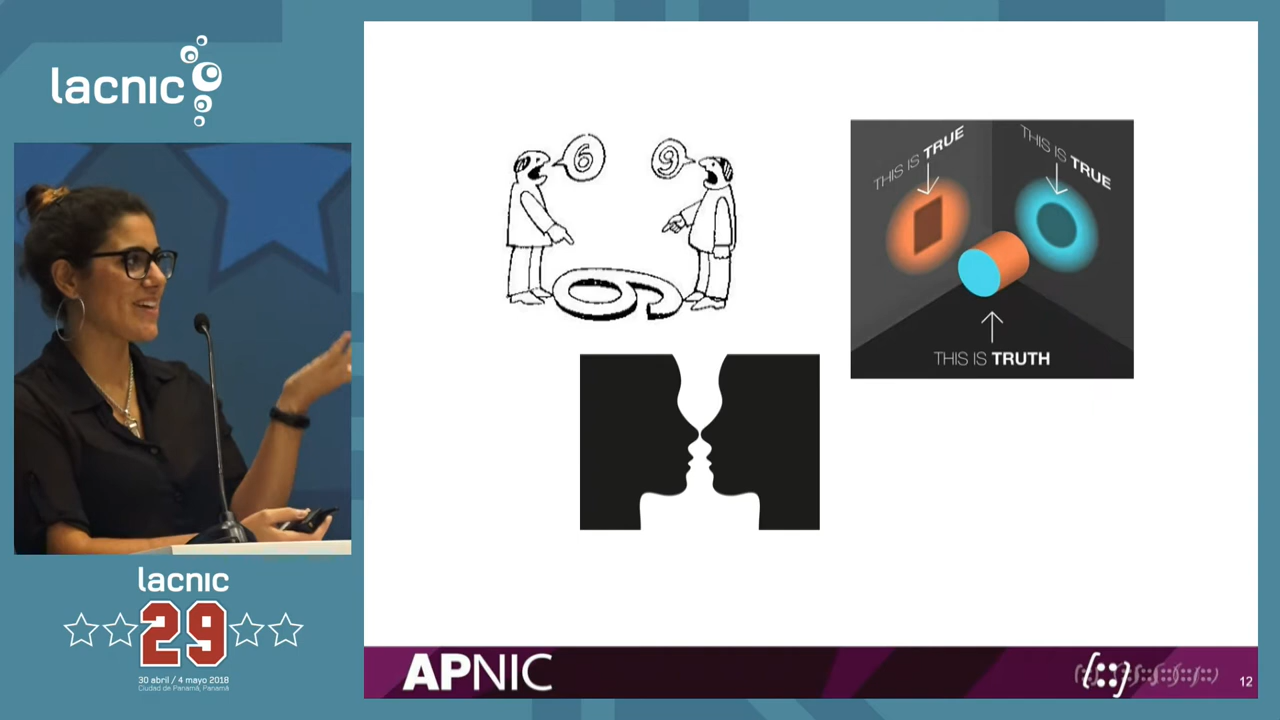 lacnic
lacnic
29
30 abril / 4 mayo 2018
Ciudad de Panamá, Panamá
6
9
6
THIS IS TRUE
THIS IS TRUE
THIS IS TRUTH
APNIC
12